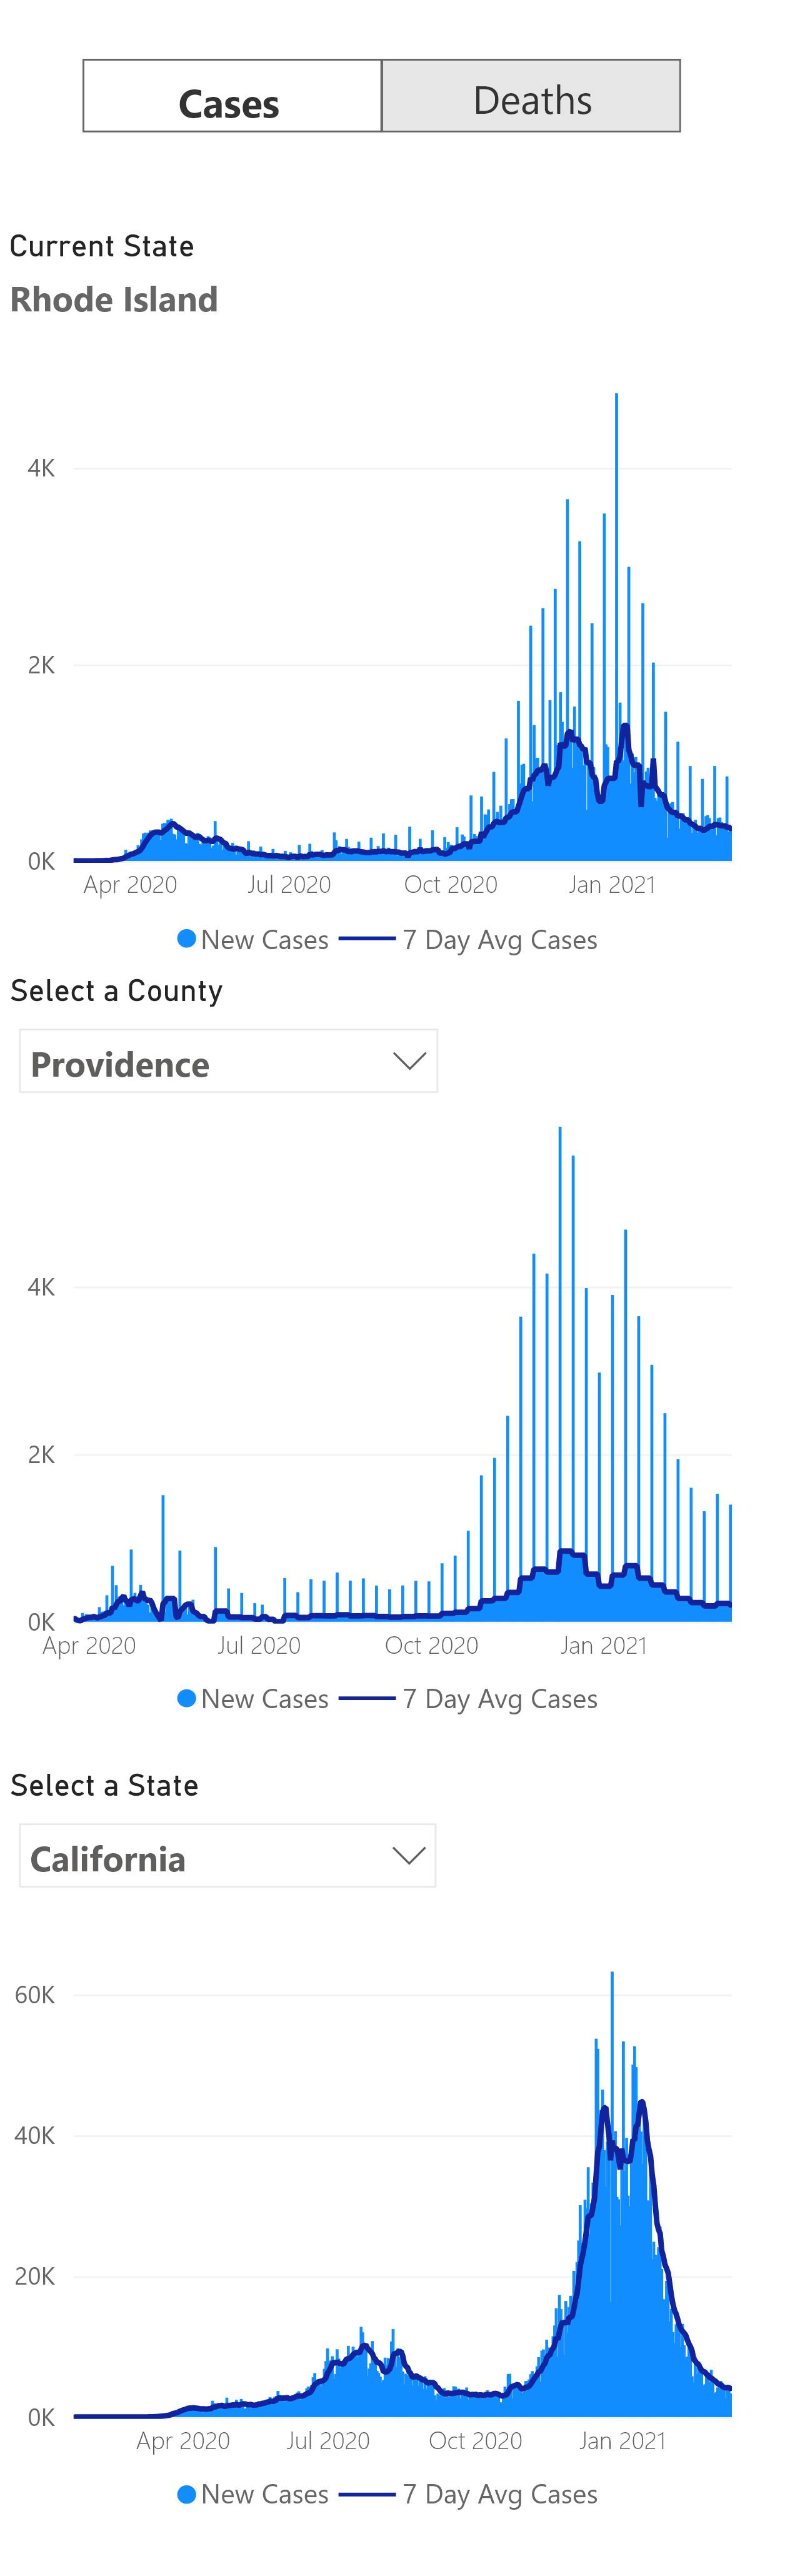 Cases Deaths
Current State
Rhode Island
4K
2K
0K
Apr 2020 Jul 2020 Oct 2020 Jan 2021
New Cases 7 Day Avg Cases
Select a County
Providence
4K
2K
0K
Apr 2020 Jul 2020 Oct 2020 Jan 2021
New Cases 7 Day Avg Cases
Select a State
California
60K
40K
20K
0K
Apr 2020 Jul 2020 Oct 2020 Jan 2021
New Cases 7 Day Avg Cases